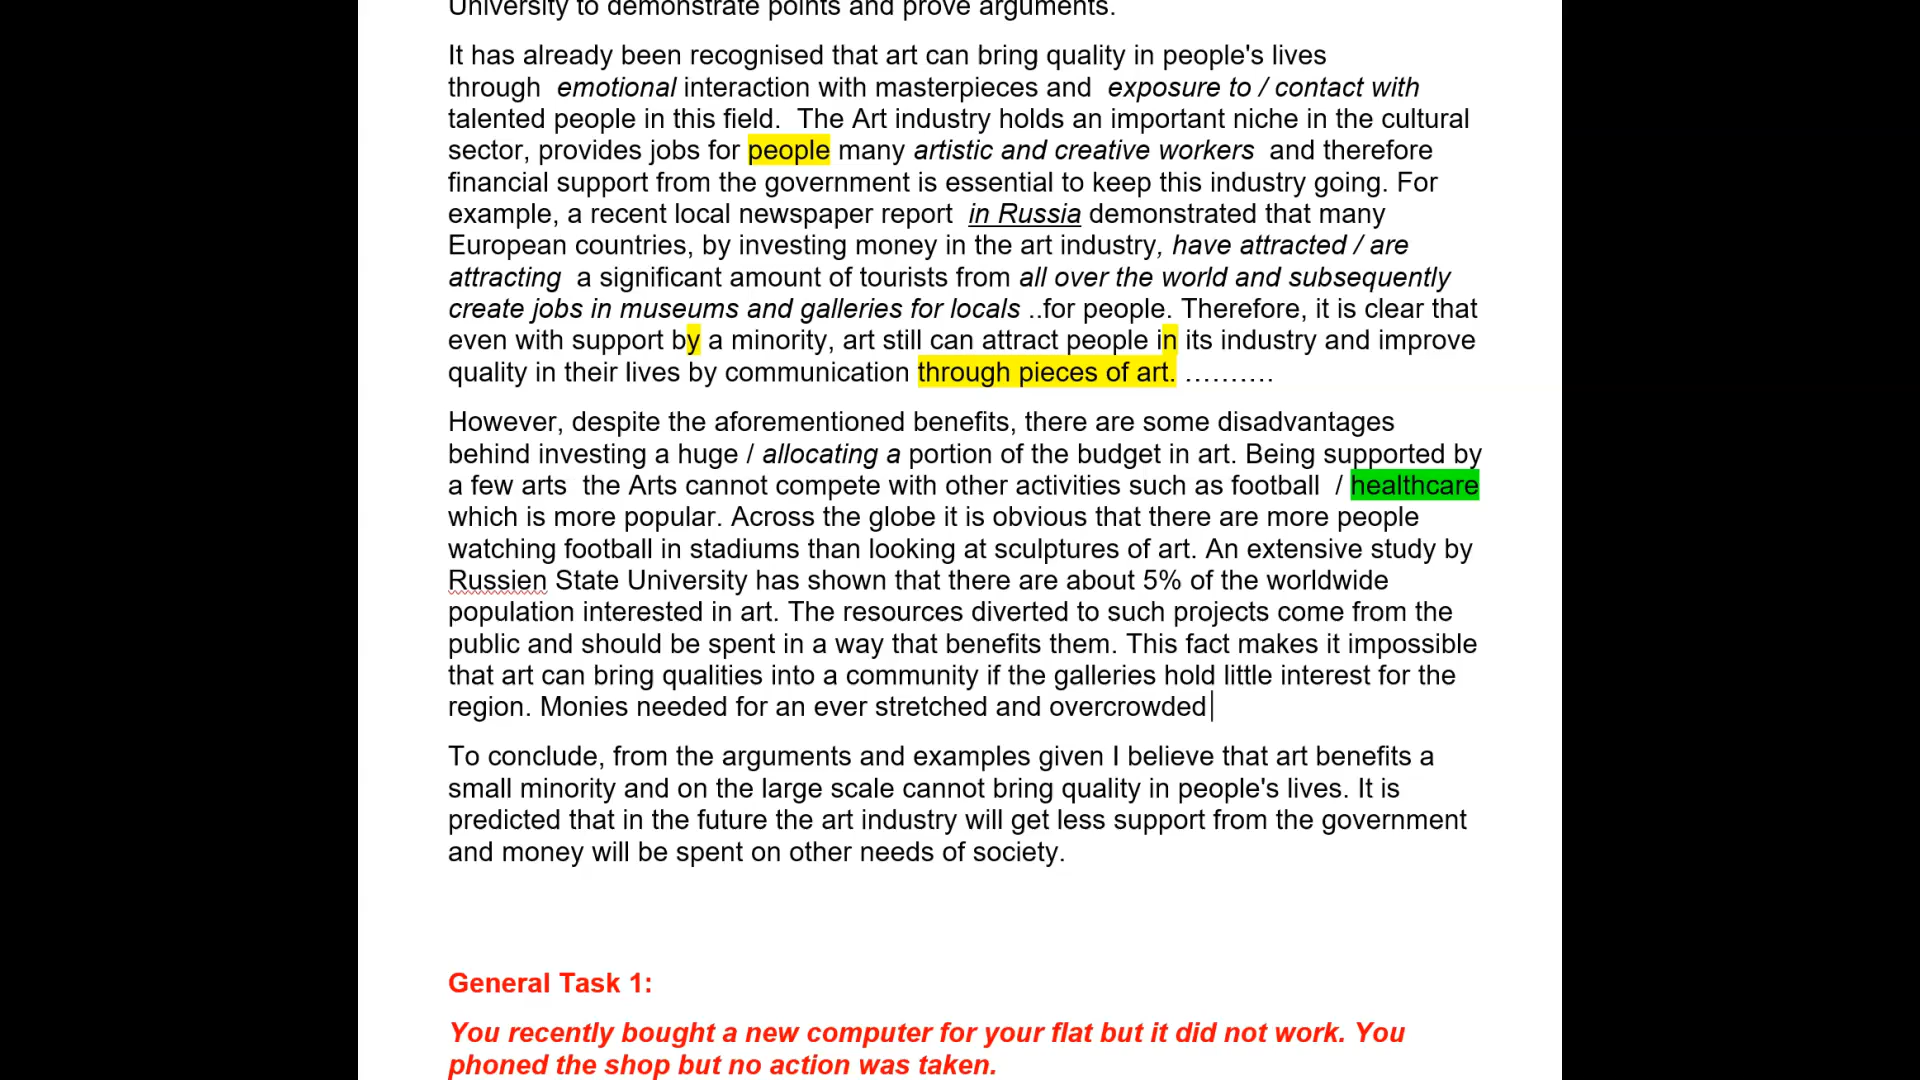 University to demonstrate points and prove arguments.
It has already been recognised that art can bring quality in people's lives
through emotional interaction with masterpieces and exposure to / contact with
talented people in this field. The Art industry holds an important niche in the cultural
sector, provides jobs for people many artistic and creative workers and therefore
financial support from the government is essential to keep this industry going. For
example, a recent local newspaper report in Russia demonstrated that many
European countries, by investing money in the art industry, have attracted / are
attracting a significant amount of tourists from all over the world and subsequently
create jobs in museums and galleries for locals ..for people. Therefore, it is clear that
even with support by a minority, art still can attract people in its industry and improve
quality in their lives by communication through pieces of art. ……….
However, despite the aforementioned benefits, there are some disadvantages
behind investing a huge / allocating a portion of the budget in art. Being supported by
a few arts the Arts cannot compete with other activities such as football / healthcare
which is more popular. Across the globe it is obvious that there are more people
watching football in stadiums than looking at sculptures of art. An extensive study by
Russien State University has shown that there are about 5% of the worldwide
population interested in art. The resources diverted to such projects come from the
public and should be spent in a way that benefits them. This fact makes it impossible
that art can bring qualities into a community if the galleries hold little interest for the
region. Monies needed for an ever stretched and overcrowded
To conclude, from the arguments and examples given I believe that art benefits a
small minority and on the large scale cannot bring quality in people's lives. It is
predicted that in the future the art industry will get less support from the government
and money will be spent on other needs of society.
General Task 1:
You recently bought a new computer for your flat but it did not work. You
phoned the shop but no action was taken.